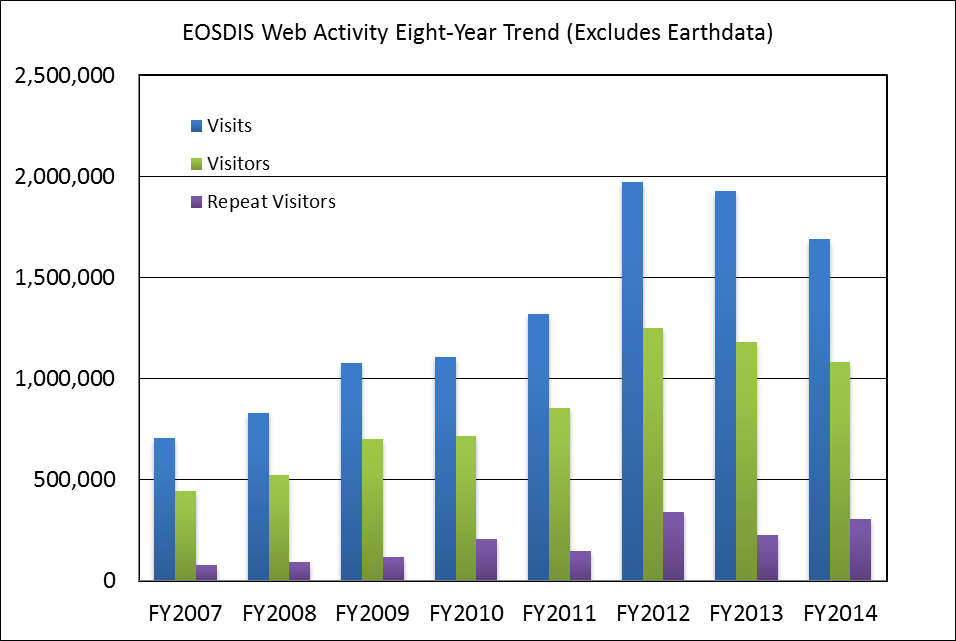 EOSDIS Web Activity Eight-Year Trend (Excludes Earthdata)
2,500,000
Visits
Visitors
2,000,000
Repeat Visitors
1,500,000
1,000,000
500,000
0
FY2007 FY2008 FY2009 FY2010 FY2011 FY2012 FY2013 FY2014